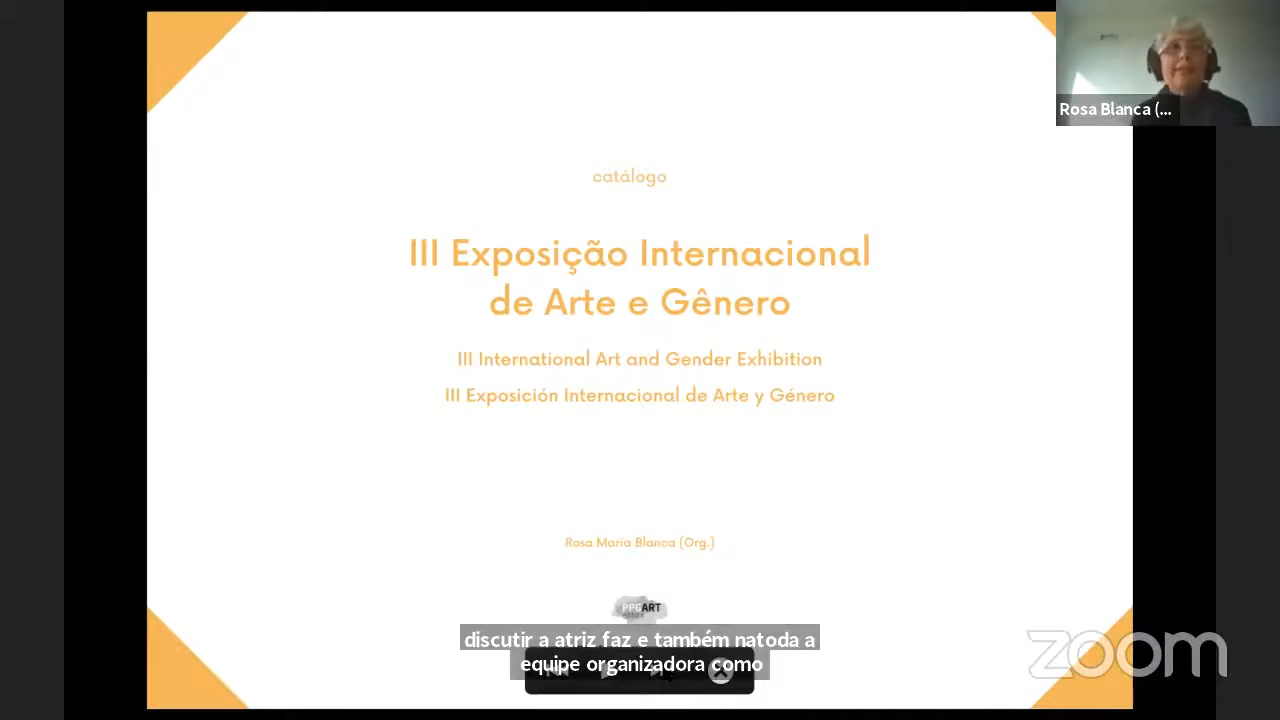 Rosa Blanca (...
catálogo
III Exposição Internacional
de Arte e Gênero
III International Art and Gender Exhibition
III Exposición Internacional de Arte y Género
Rosa Maria Blanca (Org.)
PPGART
discutir a atriz faz e também natoda a
equipe organizadora como
zoom